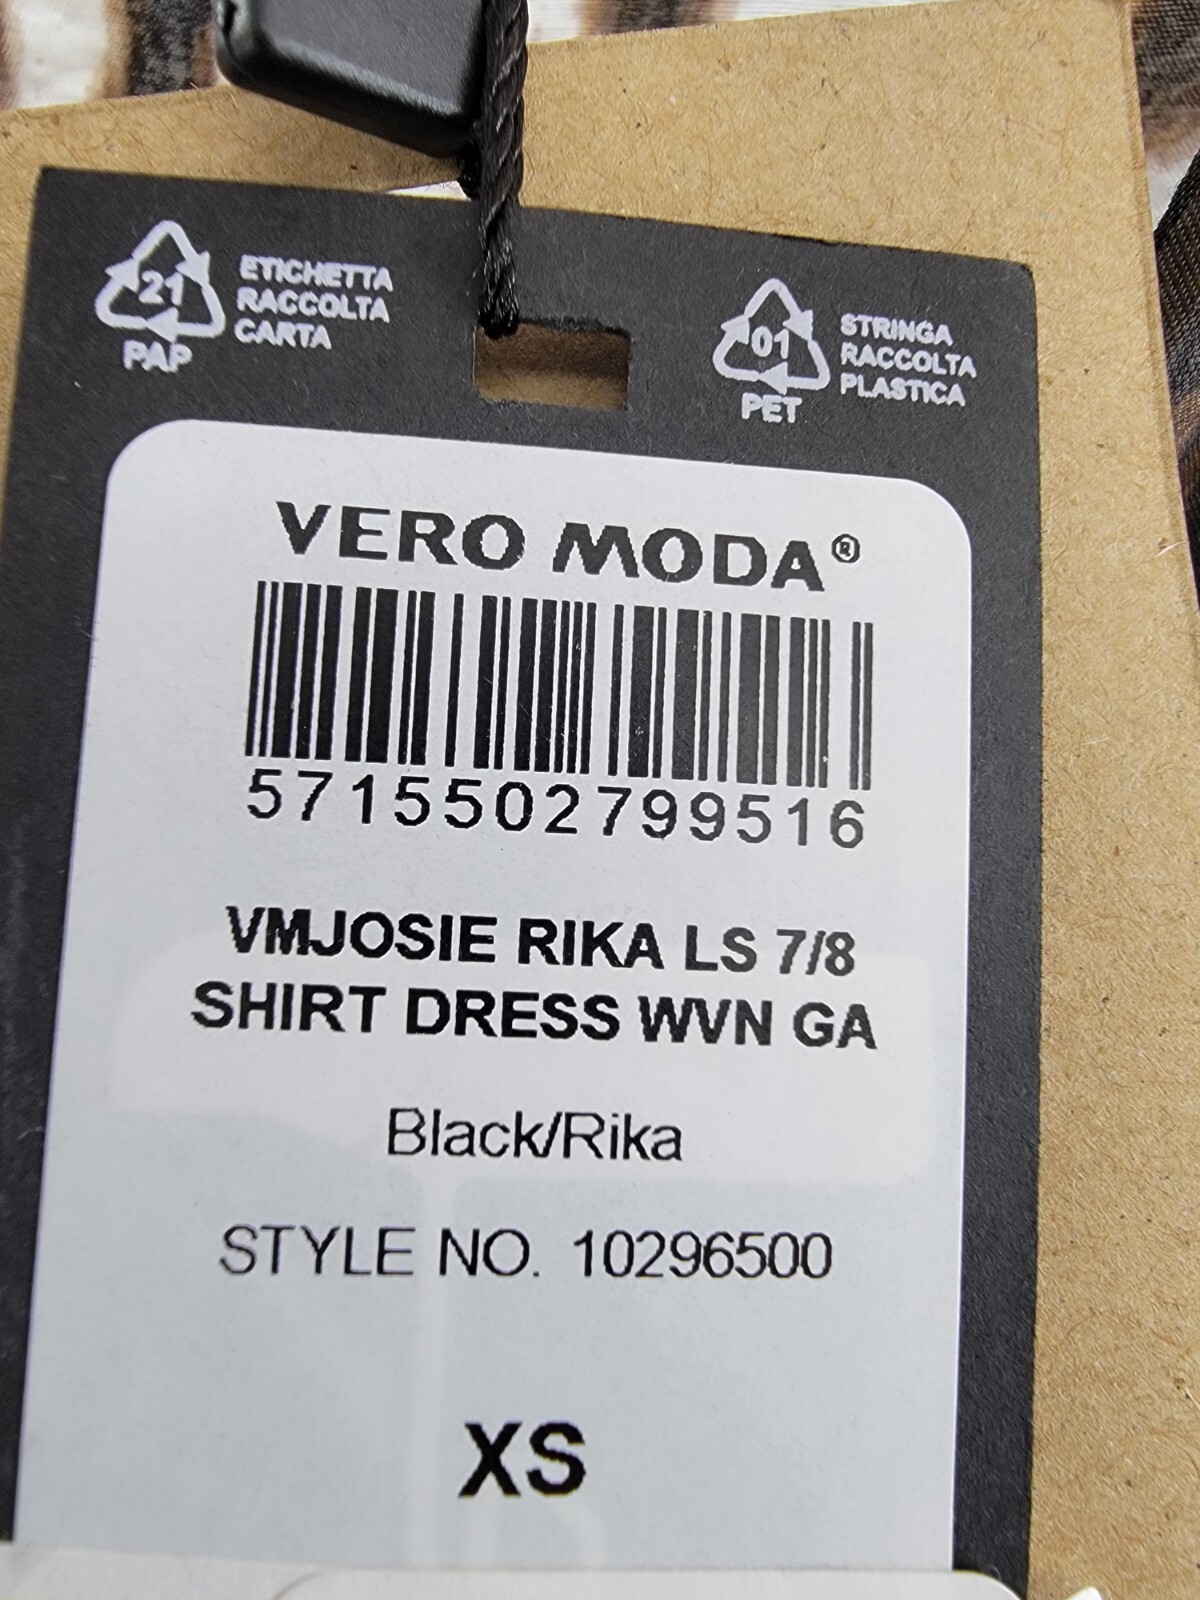 21
PAP
ETICHETTA
RACCOLTA
CARTA
01
PET
STRINGA
RACCOLTA
PLASTICA
VERO MODA®
5715502799516
VMJOSIE RIKA LS 7/8
SHIRT DRESS WVN GA
Black/Rika
STYLE NO. 10296500
XS